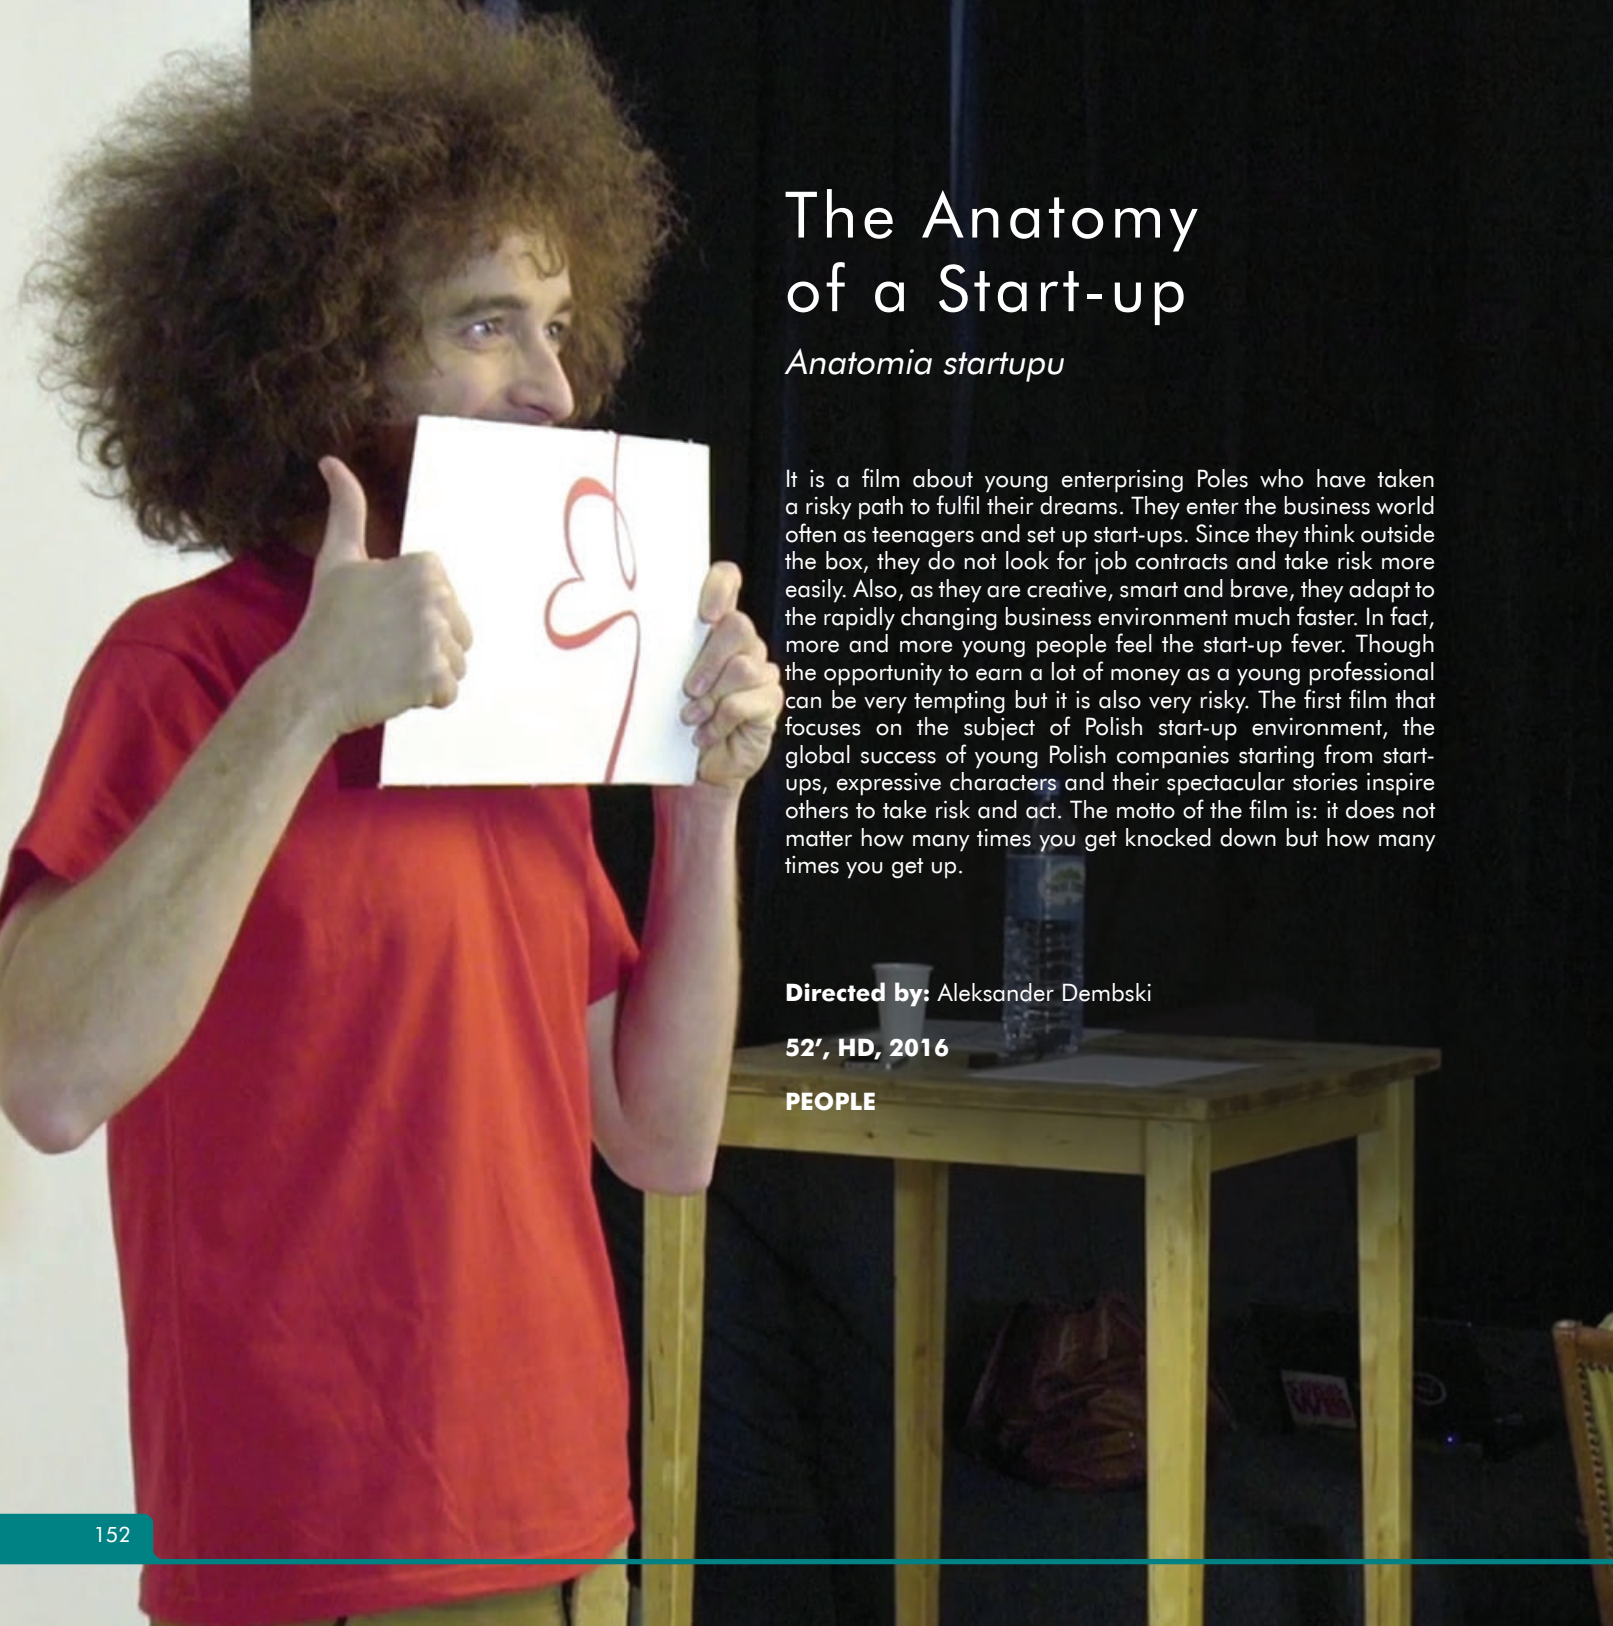 The Anatomy
of a Start-up
Anatomia startupu
It is a film about young enterprising Poles who have taken
a risky path to fulfil their dreams. They enter the business world
often as teenagers and set up start-ups. Since they think outside
the box, they do not look for job contracts and take risk more
easily. Also, as they are creative, smart and brave, they adapt to
the rapidly changing business environment much faster. In fact,
more and more young people feel the start-up fever. Though
the opportunity to earn a lot of money as a young professional
can be very tempting but it is also very risky. The first film that
focuses on the subject of Polish start-up environment, the
global success of young Polish companies starting from start-
ups, expressive characters and their spectacular stories inspire
others to take risk and act. The motto of the film is: it does not
matter how many times you get knocked down but how many
times you get up.
Directed by: Aleksander Dembski
52’, HD, 2016
PEOPLE
152